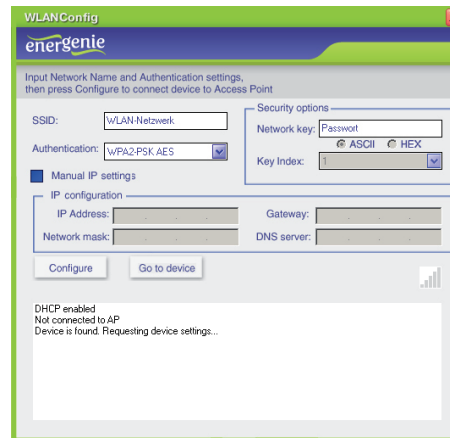 WLANConfig
energenie
Input Network Name and Authentication settings,
then press Configure to connect device to Access Point
SSID: WLAN-Netzwerk
Authentication: WPA2-PSK AES
Security options
Network key: Passwort
ASCII HEX
Key Index: 1
Manual IP settings
IP configuration
IP Address: . . . Gateway: . . .
Network mask: . . . DNS server: . . .
Configure Go to device
DHCP enabled
Not connected to AP
Device is found. Requesting device settings...